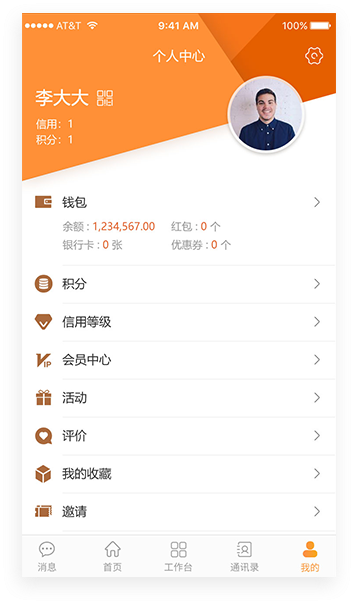 AT&T 9:41 AM 100%
个人中心
李大大
信用：1
积分：1
钱包
余额 : 1,234,567.00 红包 : 0 个
银行卡 : 0 张 优惠券 : 0 个
积分
信用等级
VIP 会员中心
活动
评价
我的收藏
邀请
消息 首页 工作台 通讯录 我的